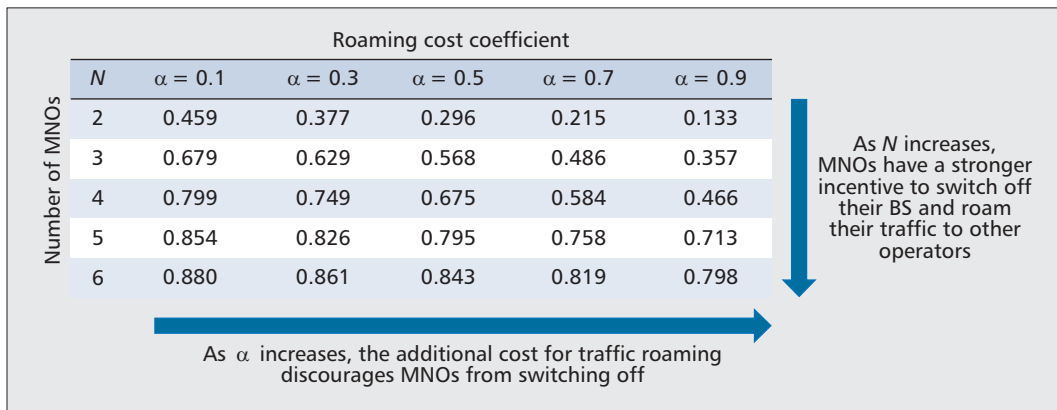 Roaming cost coefficient
Number of MNOs
N α = 0.1 α = 0.3 α = 0.5 α = 0.7 α = 0.9
2 0.459 0.377 0.296 0.215 0.133
3 0.679 0.629 0.568 0.486 0.357
4 0.799 0.749 0.675 0.584 0.466
5 0.854 0.826 0.795 0.758 0.713
6 0.880 0.861 0.843 0.819 0.798
As N increases,
MNOs have a stronger
incentive to switch off
their BS and roam
their traffic to other
operators
As α increases, the additional cost for traffic roaming
discourages MNOs from switching off